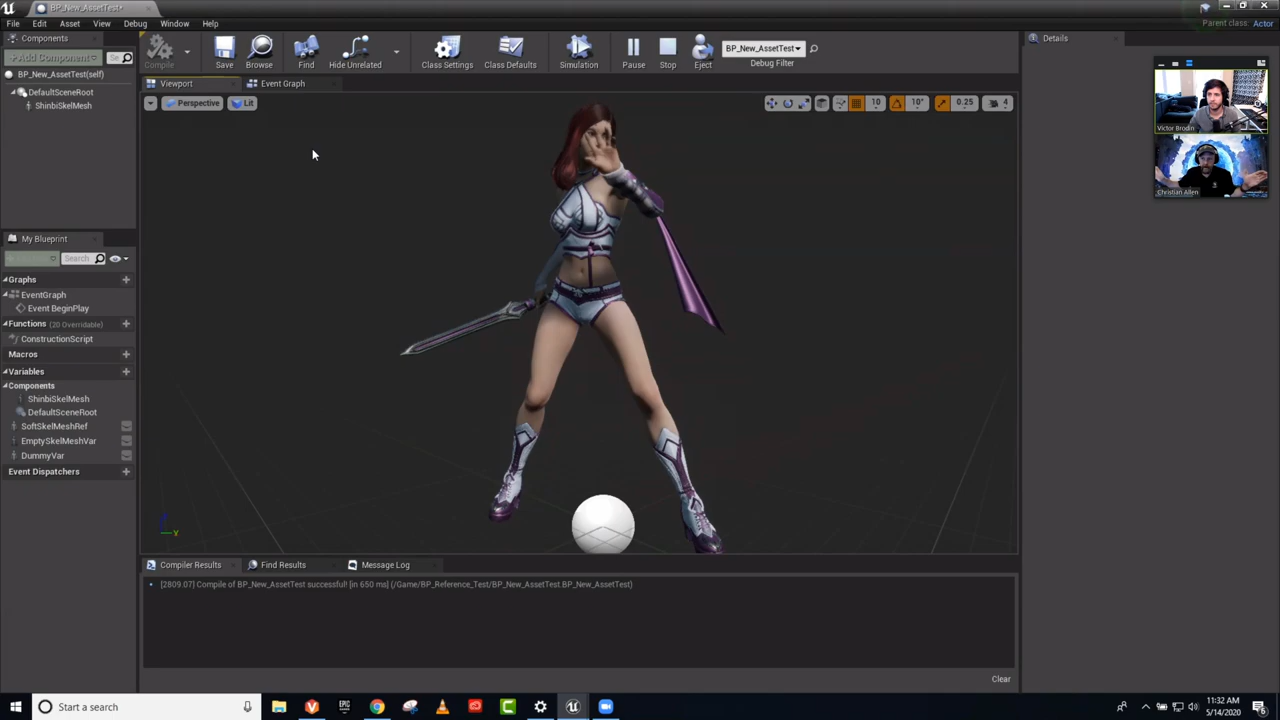 BP_New_AssetTest*
File Edit Asset View Debug Window Help
Parent class: Actor
Components
+Add Component
Se
BP_New_AssetTest(self)
DefaultSceneRoot
ShinbiSkelMesh
Compile
Save
Browse
Find
Hide Unrelated
Class Settings
Class Defaults
Simulation
Pause
Stop
Eject
BP_New_AssetTest
Debug Filter
Details
Viewport
Event Graph
Perspective
Lit
10
10°
0.25
4
Victor Brodin
Christian Allen
My Blueprint
Search
Graphs
EventGraph
Event BeginPlay
Functions (20 Overridable)
ConstructionScript
Macros
Variables
Components
ShinbiSkelMesh
DefaultSceneRoot
SoftSkelMeshRef
EmptySkelMeshVar
DummyVar
Event Dispatchers
Y
Compiler Results
Find Results
Message Log
[2809.07] Compile of BP_New_AssetTest successful! [in 650 ms] (/Game/BP_Reference_Test/BP_New_AssetTest.BP_New_AssetTest)
Clear
Start a search
EPIC
11:32 AM
5/14/2020